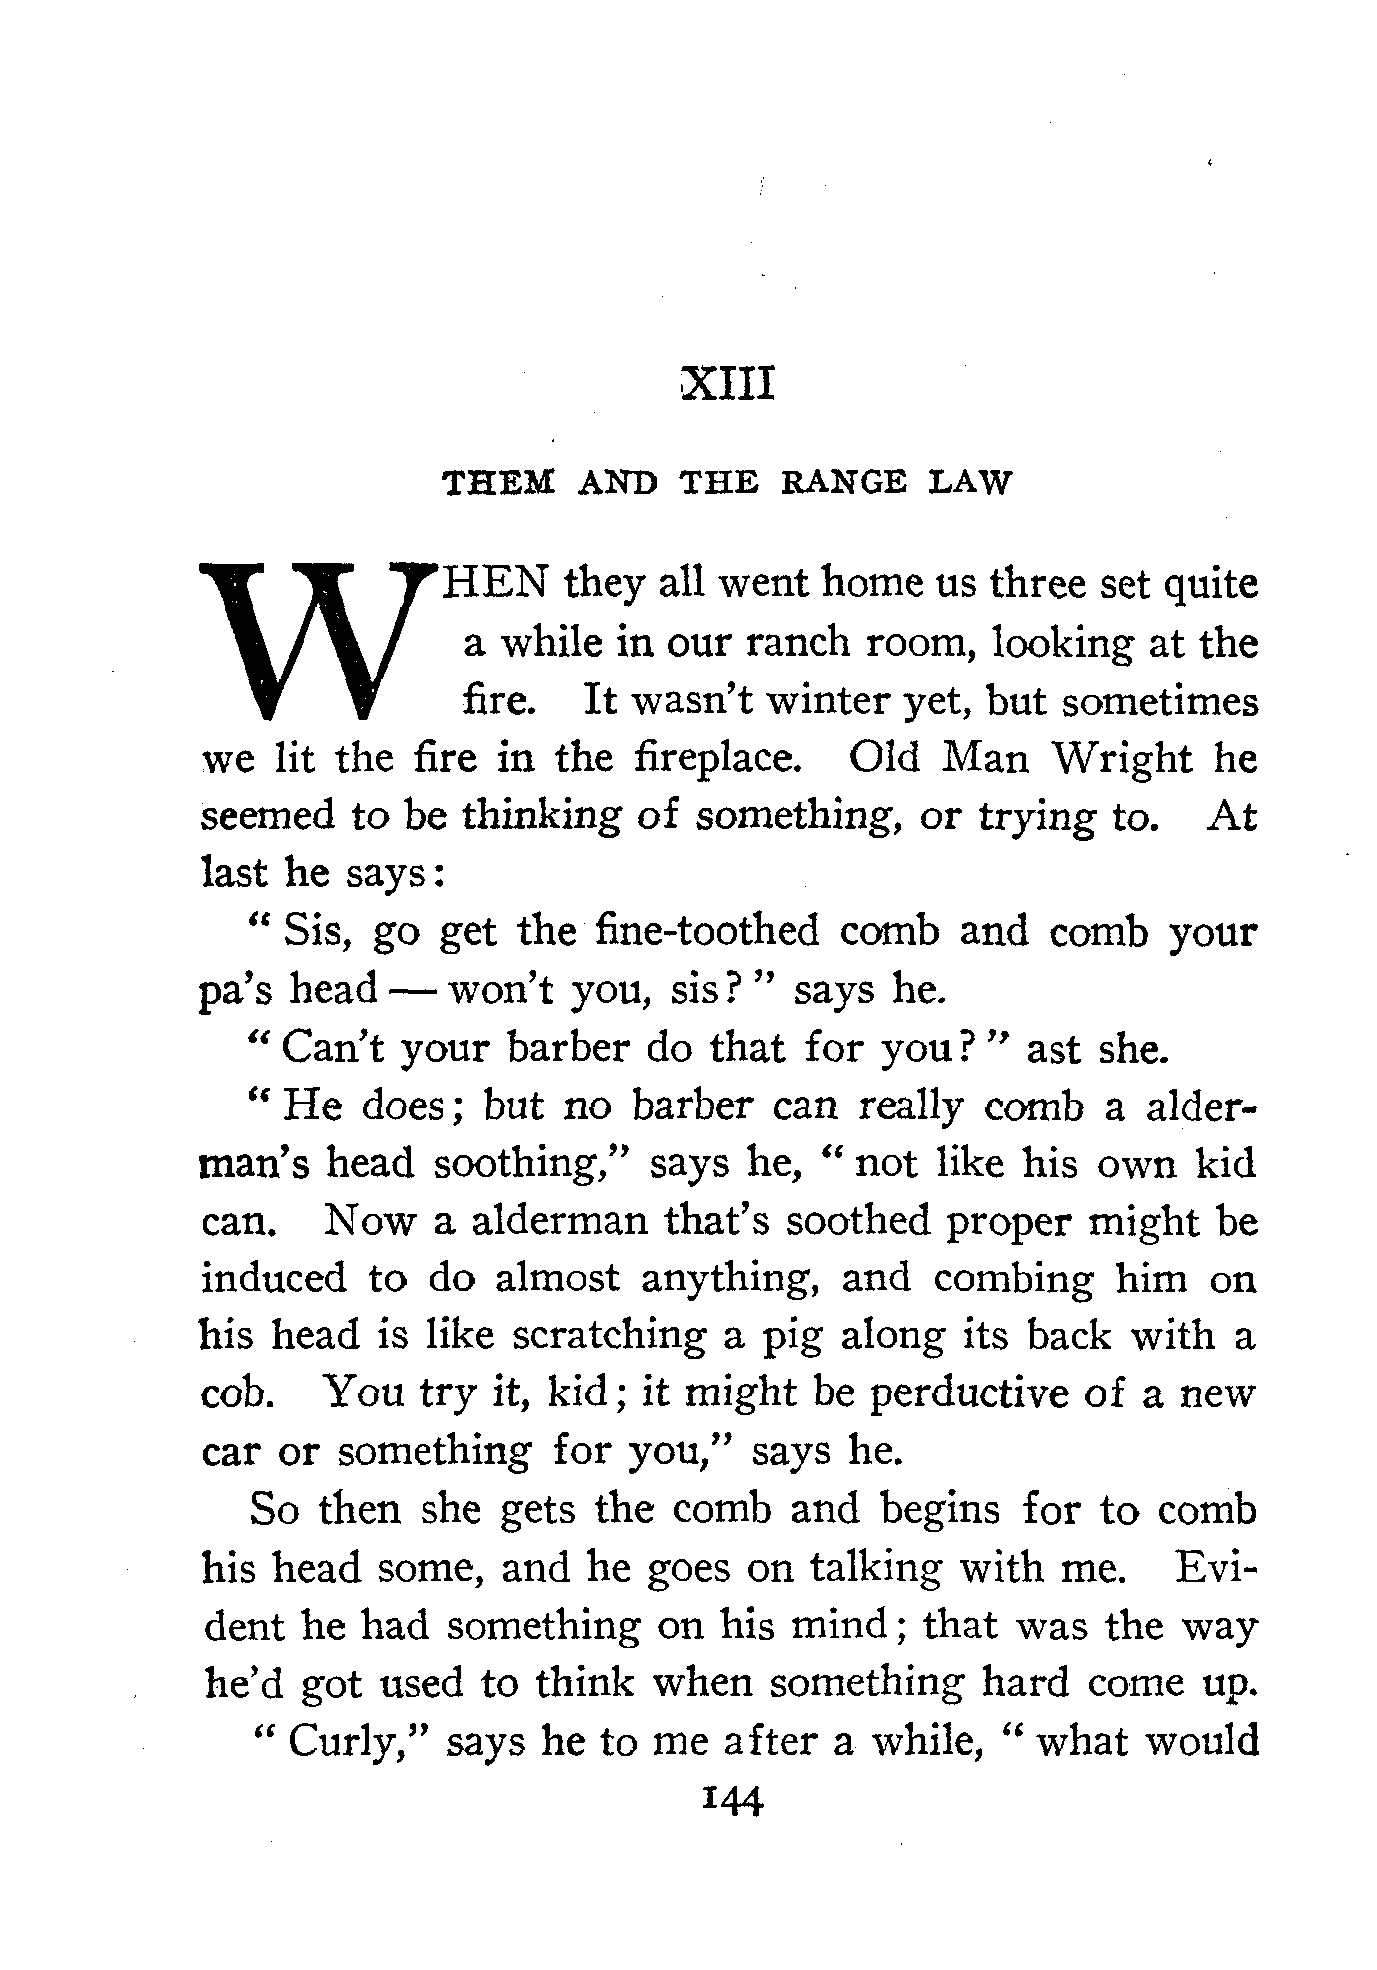 XIII
THEM AND THE RANGE LAW
WHEN they all went home us three set quite
a while in our ranch room, looking at the
fire. It wasn't winter yet, but sometimes
we lit the fire in the fireplace. Old Man Wright he
seemed to be thinking of something, or trying to. At
last he says:
" Sis, go get the fine-toothed comb and comb your
pa's head — won't you, sis? " says he.
" Can't your barber do that for you? " ast she.
" He does; but no barber can really comb a alder-
man's head soothing," says he, " not like his own kid
can. Now a alderman that's soothed proper might be
induced to do almost anything, and combing him on
his head is like scratching a pig along its back with a
cob. You try it, kid; it might be perductive of a new
car or something for you," says he.
So then she gets the comb and begins for to comb
his head some, and he goes on talking with me. Evi-
dent he had something on his mind; that was the way
he'd got used to think when something hard come up.
" Curly," says he to me after a while, " what would
144